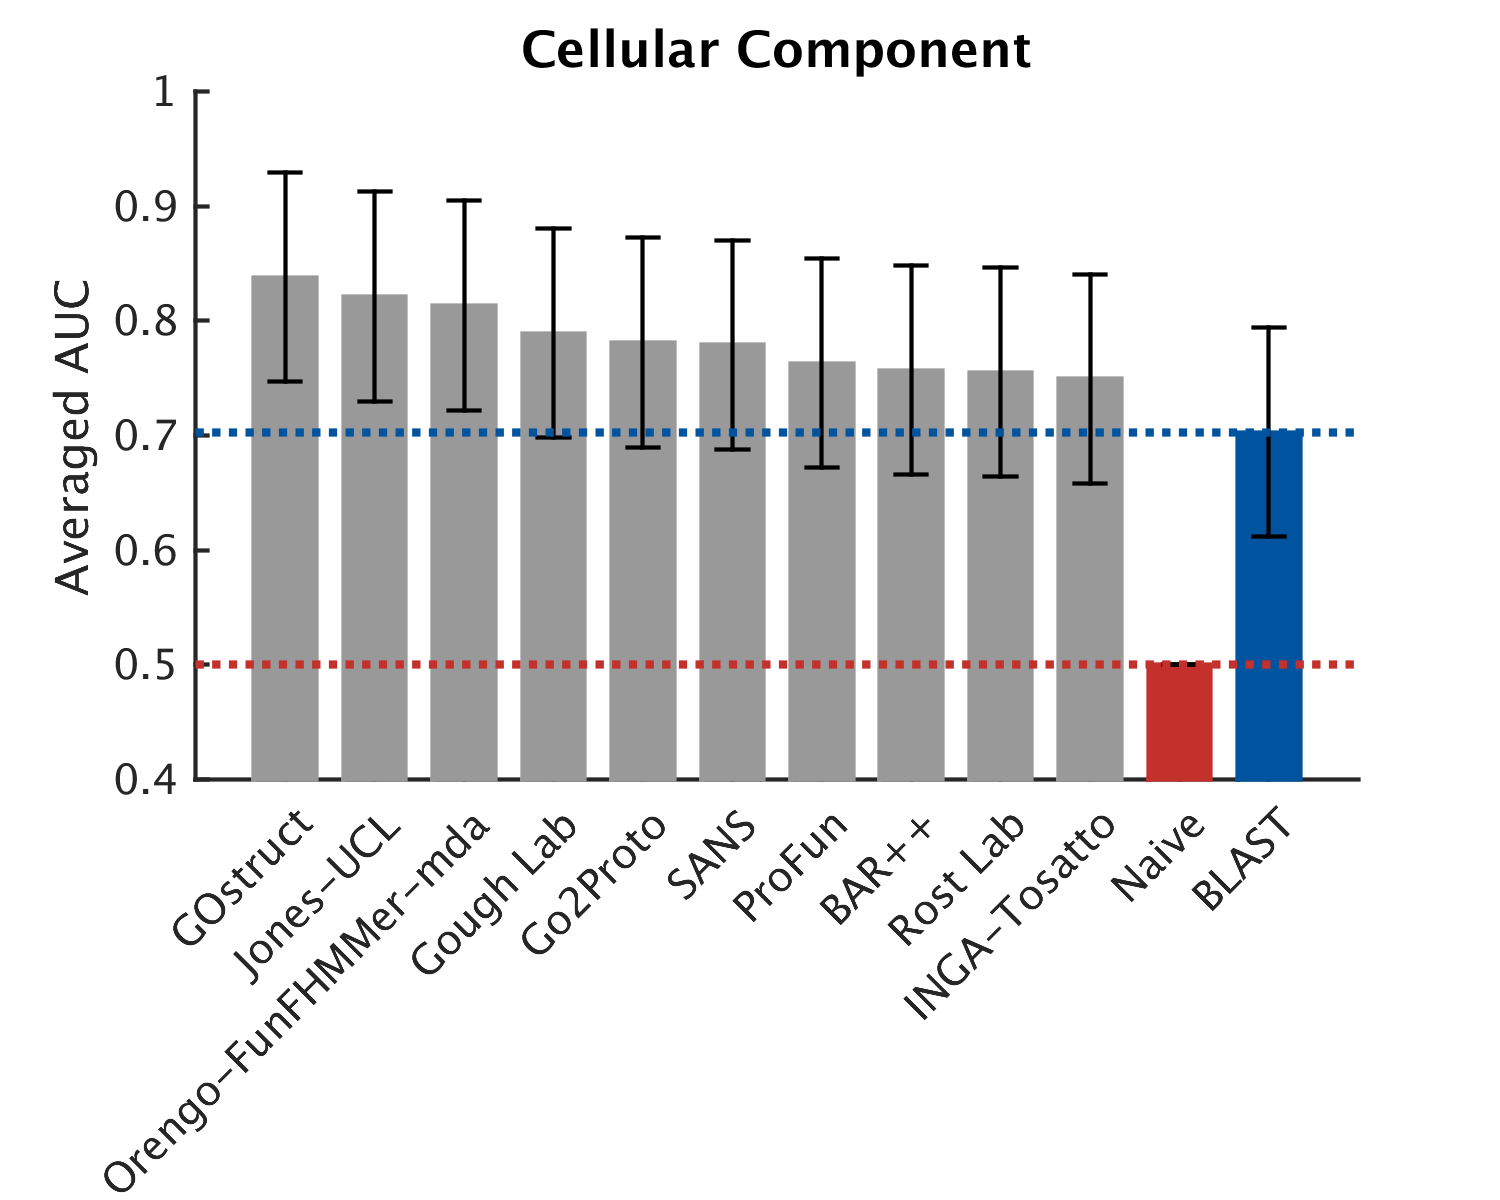 Cellular Component
Averaged AUC
1
0.9
0.8
0.7
0.6
0.5
0.4
GOstruct
Jones-UCL
Orengo-FunFHMMer-mda
Gough Lab
Go2Proto
SANS
ProFun
BAR++
Rost Lab
INGA-Tosatto
Naive
BLAST